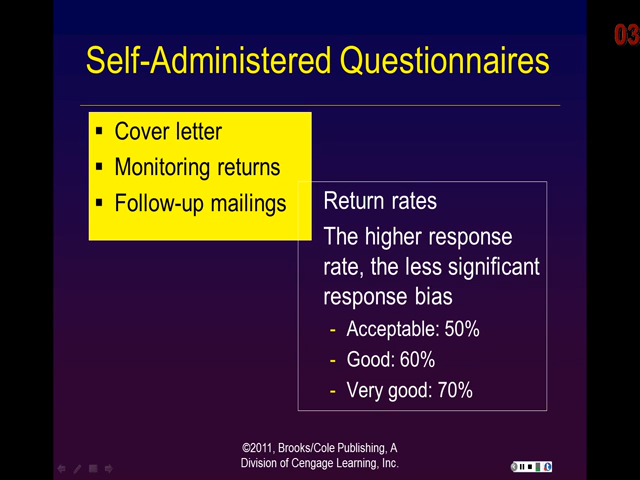 Self-Administered Questionnaires
03
▪ Cover letter
▪ Monitoring returns
▪ Follow-up mailings
Return rates
The higher response
rate, the less significant
response bias
- Acceptable: 50%
- Good: 60%
- Very good: 70%
©2011, Brooks/Cole Publishing, A
Division of Cengage Learning, Inc.